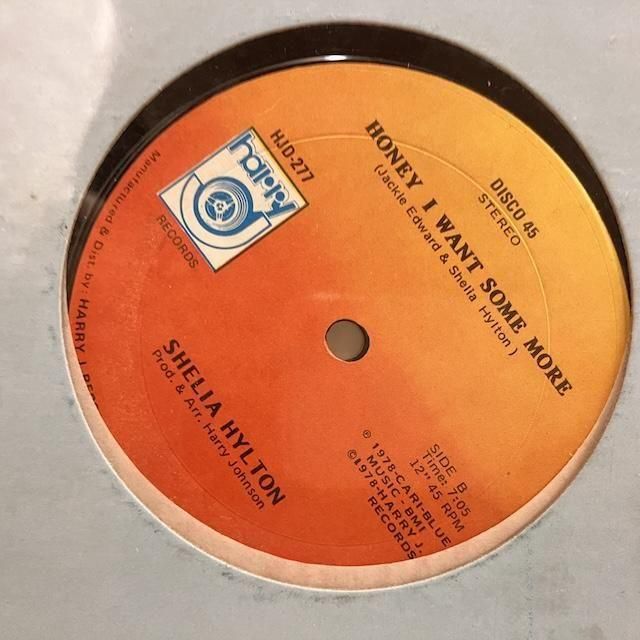 DISCO 45
STEREO
HONEY I WANT SOME MORE
(Jackie Edward & Shelia Hylton)
HJD-277
harry
RECORDS
Manufactured & Dist. by: HARRY J
SHELIA HYLTON
Prod. & Arr. Harry Johnson
SIDE B
Time: 7:05
12" 45 RPM
℗ 1978-CARI-BLUE
MUSIC - BMI
©1978-HARRY J.
RECORDS